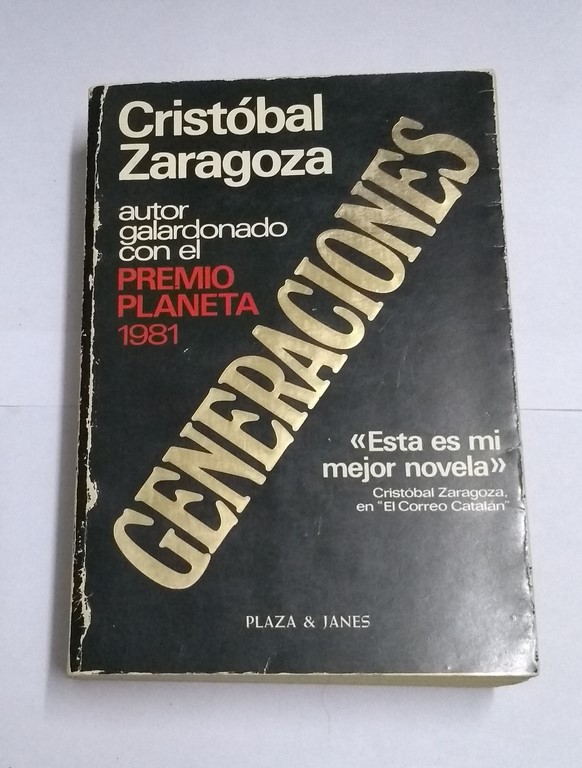 Cristóbal
Zaragoza
autor
galardonado
con el
PREMIO
PLANETA
1981
GENERACIONES
«Esta es mi
mejor novela»
Cristóbal Zaragoza,
en "El Correo Catalán"
PLAZA & JANES